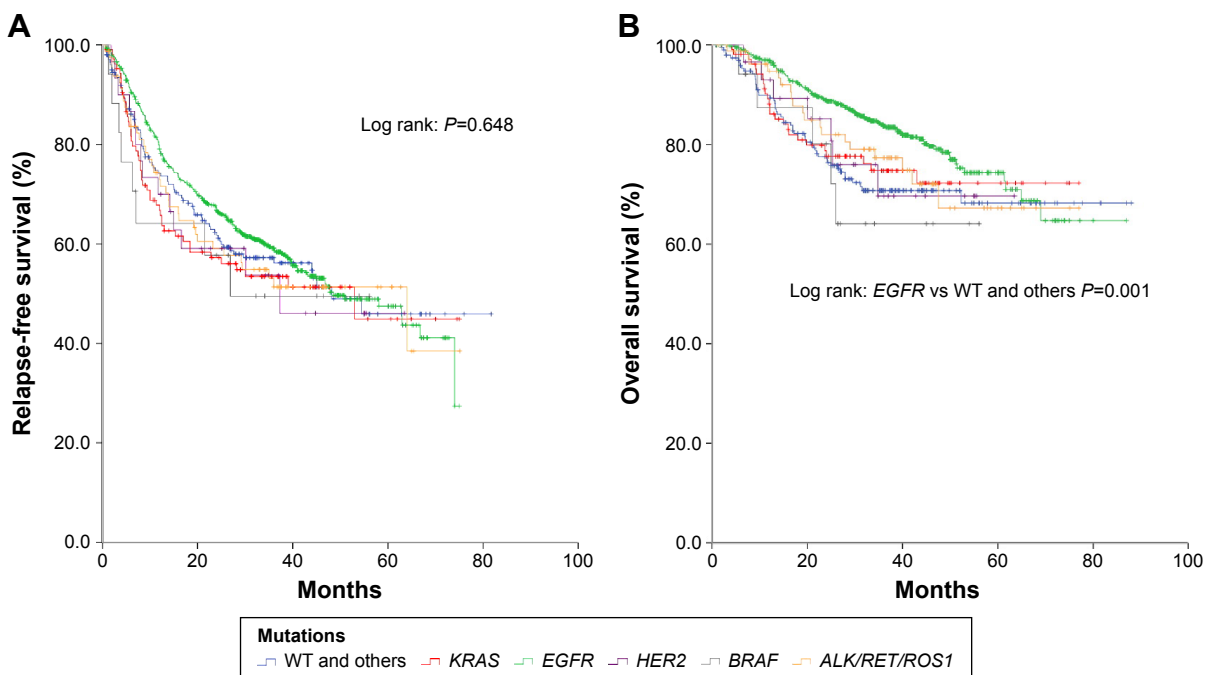 A
Relapse-free survival (%)
100.0
80.0
60.0
40.0
20.0
0.0
Log rank: P=0.648
0 20 40 60 80 100
Months
B
Overall survival (%)
100.0
80.0
60.0
40.0
20.0
0.0
Log rank: EGFR vs WT and others P=0.001
0 20 40 60 80 100
Months
Mutations
WT and others KRAS EGFR HER2 BRAF ALK/RET/ROS1